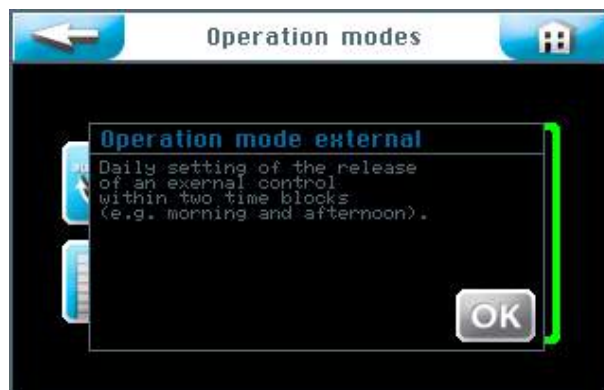 Operation modes
Operation mode external
Daily setting of the release
of an exernal control
within two time blocks
(e.g. morning and afternoon).
OK